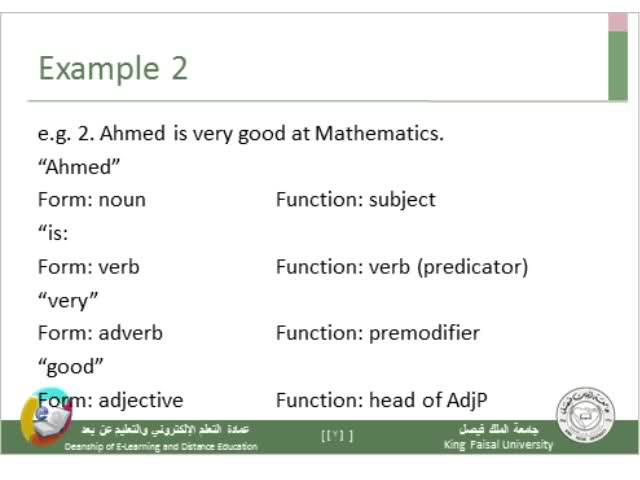 Example 2
e.g. 2. Ahmed is very good at Mathematics.
“Ahmed”
Form: noun Function: subject
“is:
Form: verb Function: verb (predicator)
“very”
Form: adverb Function: premodifier
“good”
Form: adjective Function: head of AdjP
عمادة التعلم الإلكتروني والتعليم عن بعد
Deanship of E-Learning and Distance Education
[[٢] ]
جامعة الملك فيصل
King Faisal University